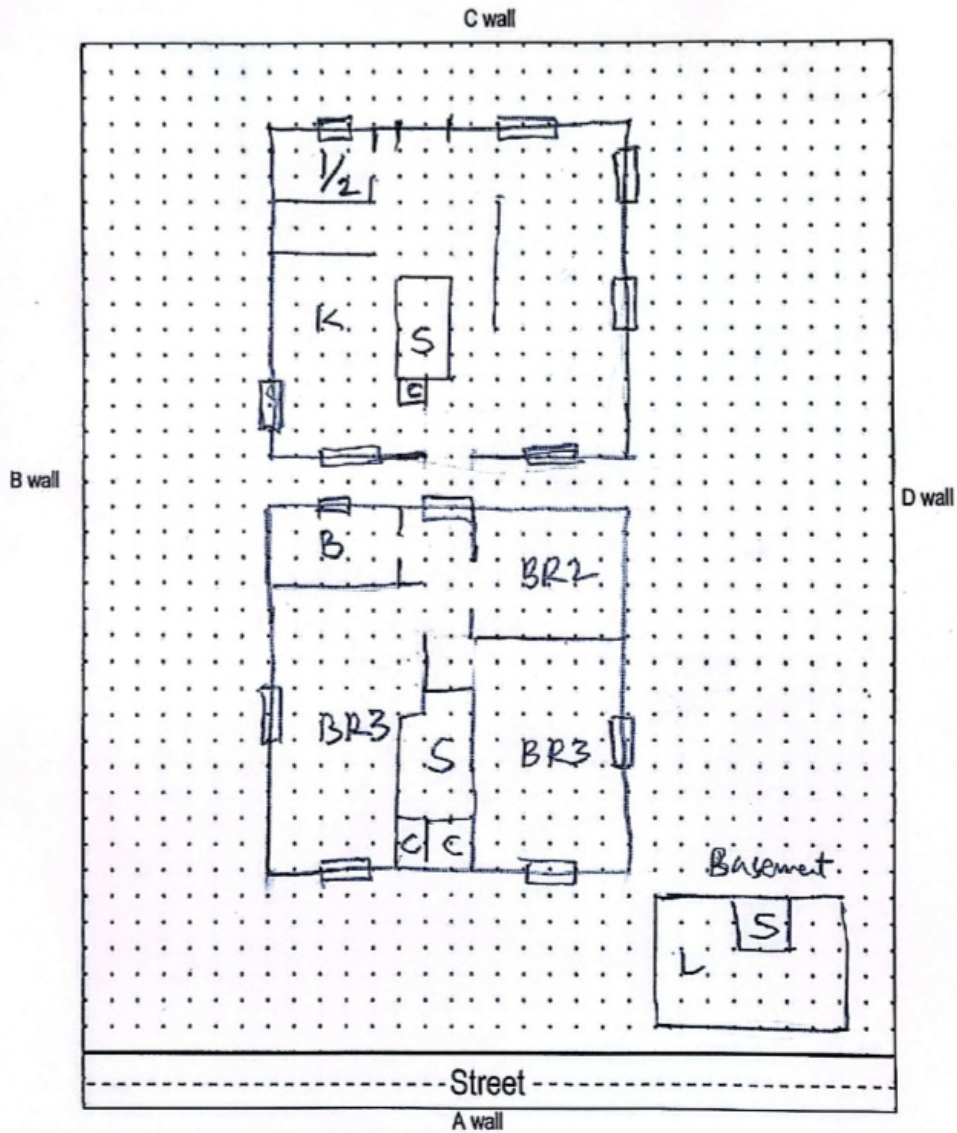 C wall
1/2
K
S
C
B wall
D wall
B
BR2
BR3
S
BR3
C C
Basement
S
L
Street
A wall